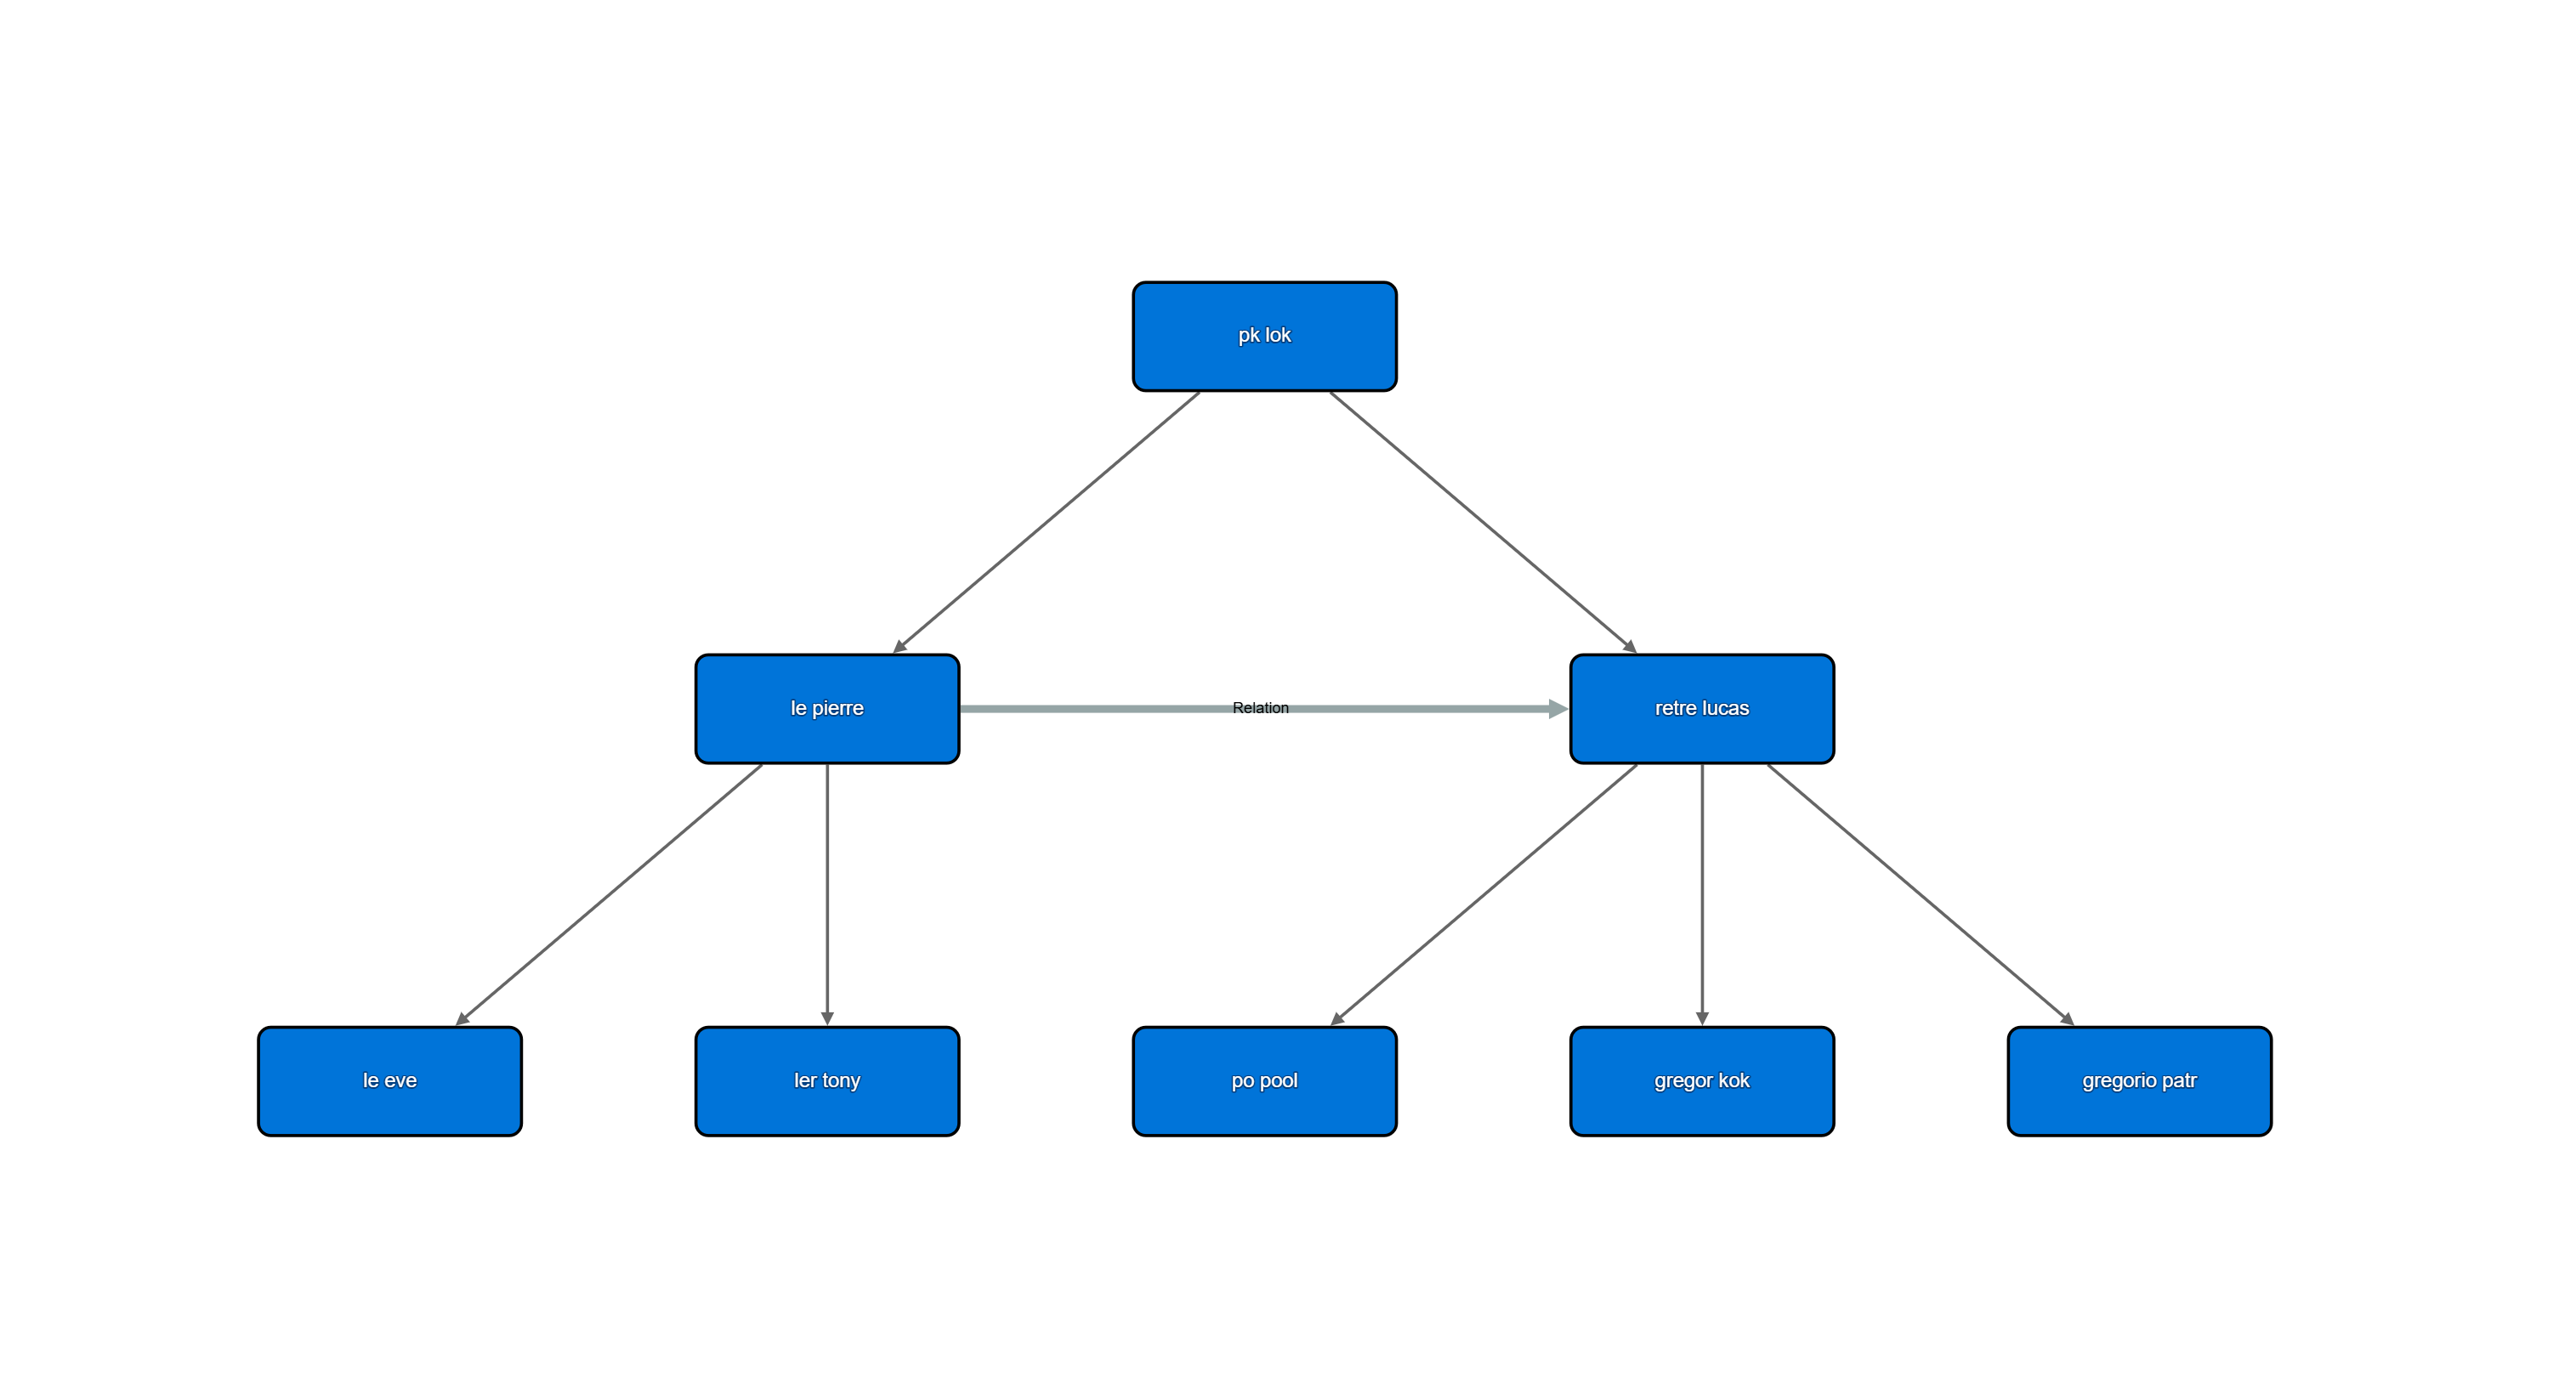 pk lok
le pierre
Relation
retre lucas
le eve
ler tony
po pool
gregor kok
gregorio patr